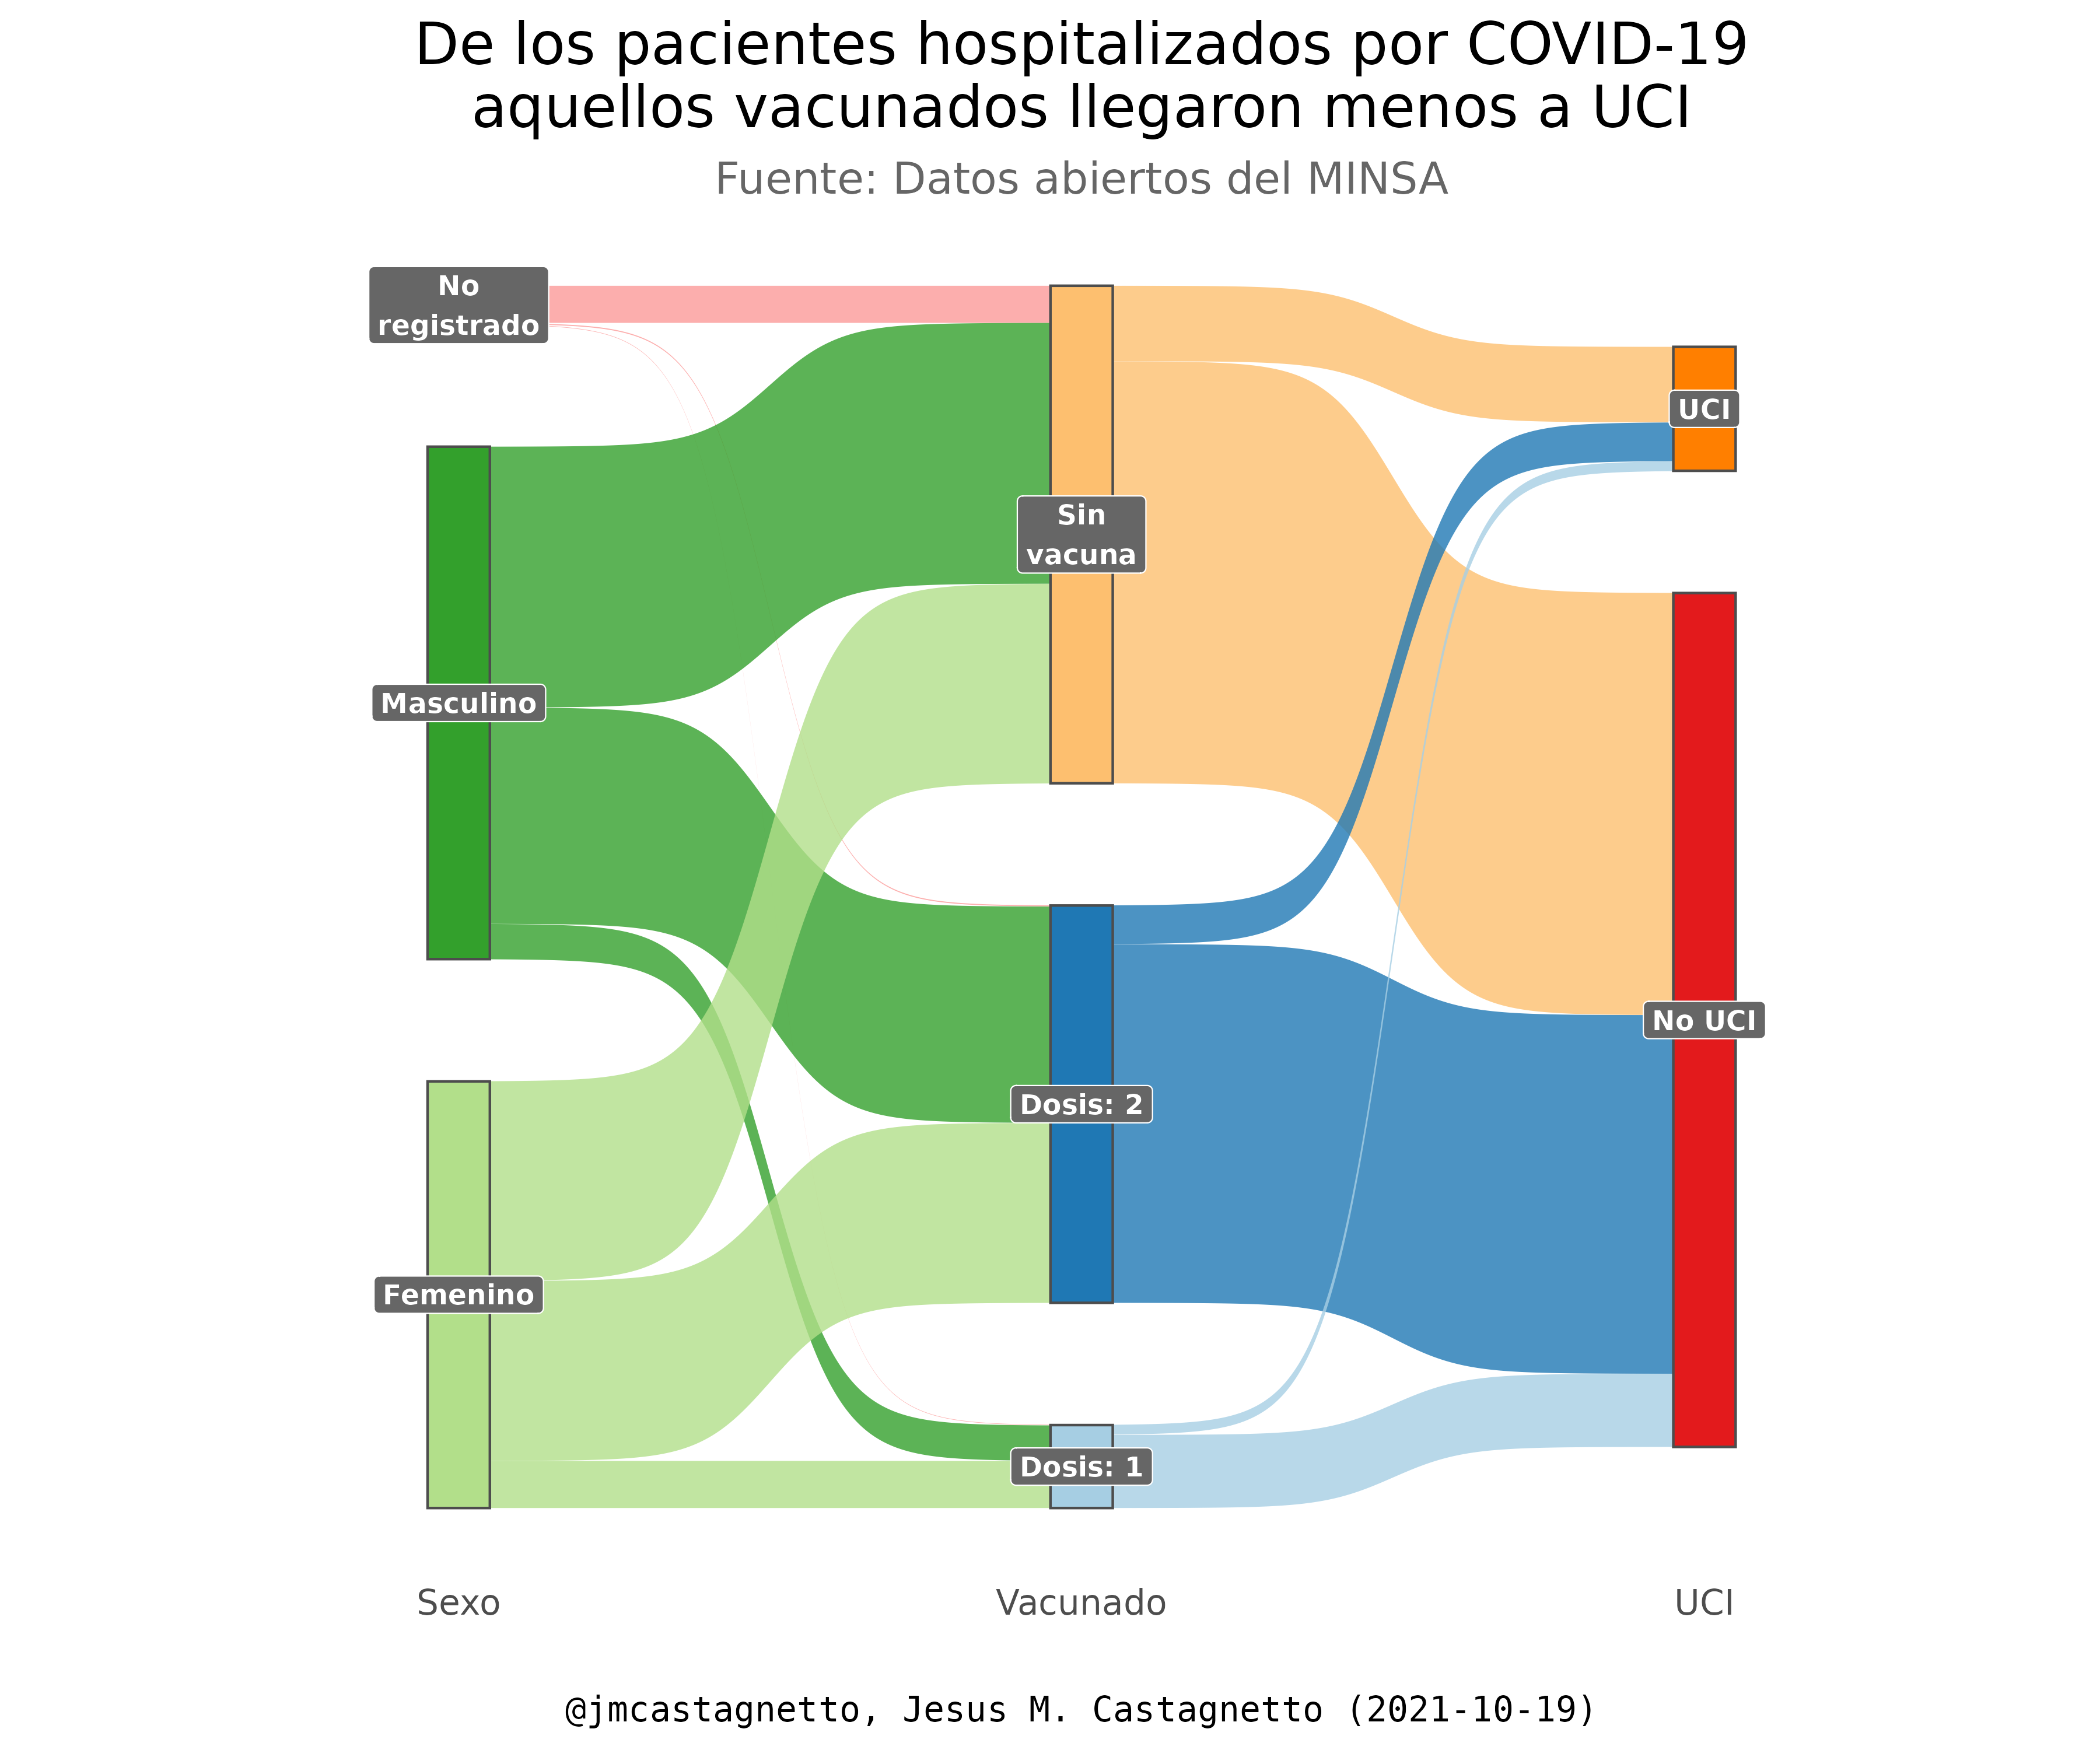 De los pacientes hospitalizados por COVID-19
aquellos vacunados llegaron menos a UCI
Fuente: Datos abiertos del MINSA
No
registrado
Masculino
Femenino
Sin
vacuna
Dosis: 2
Dosis: 1
UCI
No UCI
Sexo
Vacunado
UCI
@jmcastagnetto, Jesus M. Castagnetto (2021-10-19)